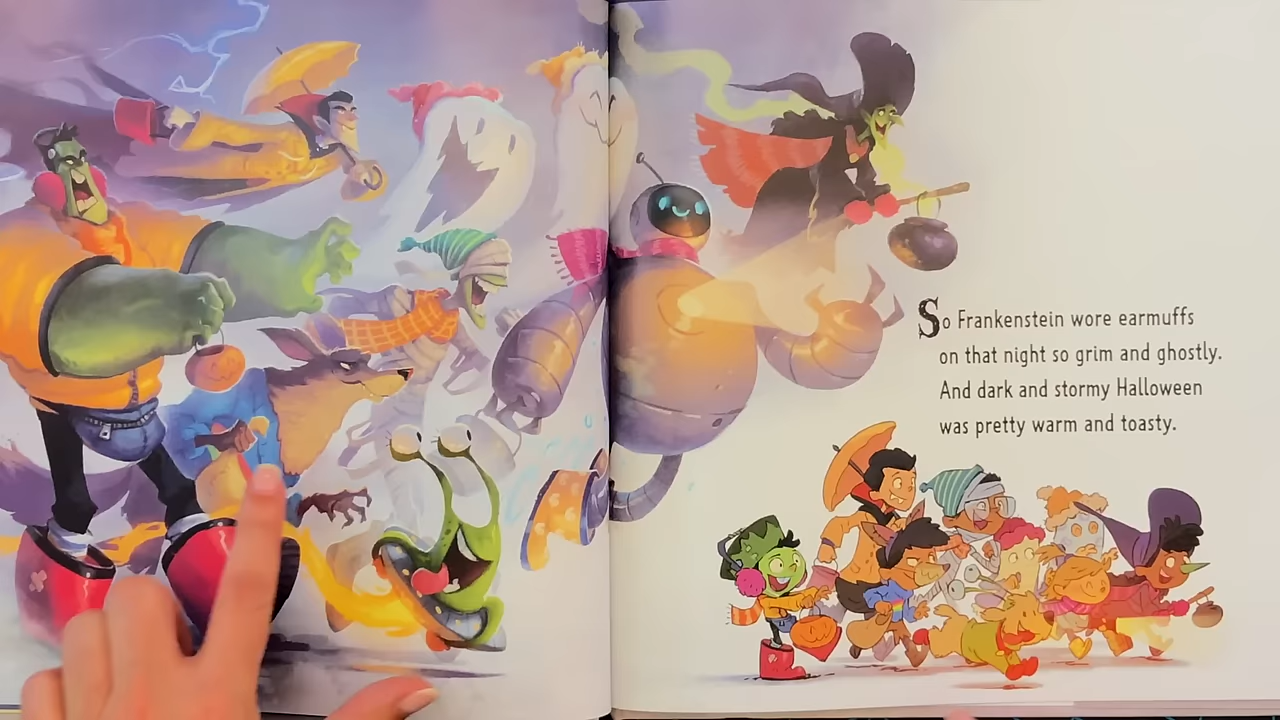 So Frankenstein wore earmuffs
on that night so grim and ghostly.
And dark and stormy Halloween
was pretty warm and toasty.